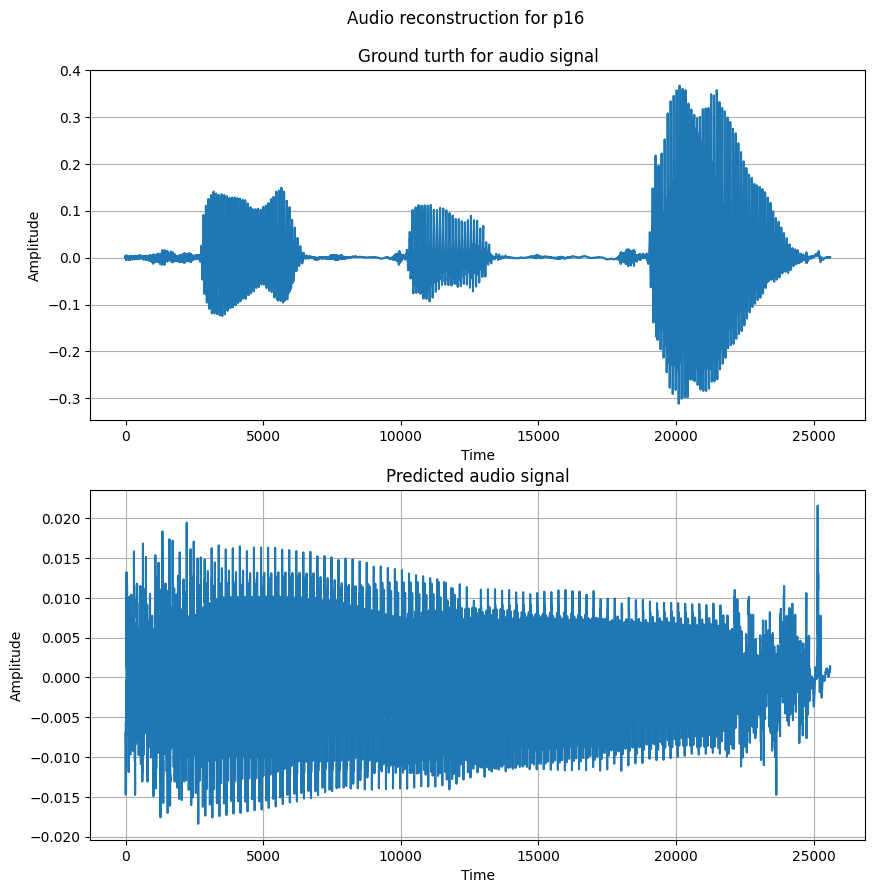 Audio reconstruction for p16
Ground turth for audio signal
0.4
0.3
0.2
0.1
0.0
−0.1
−0.2
−0.3
Amplitude
0 5000 10000 15000 20000 25000
Time
Predicted audio signal
0.020
0.015
0.010
0.005
0.000
−0.005
−0.010
−0.015
−0.020
Amplitude
0 5000 10000 15000 20000 25000
Time